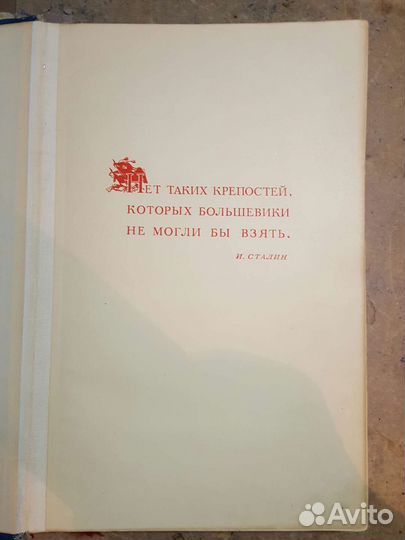 Нет таких крепостей,
которых большевики
не могли бы взять.
И. Сталин
Avito